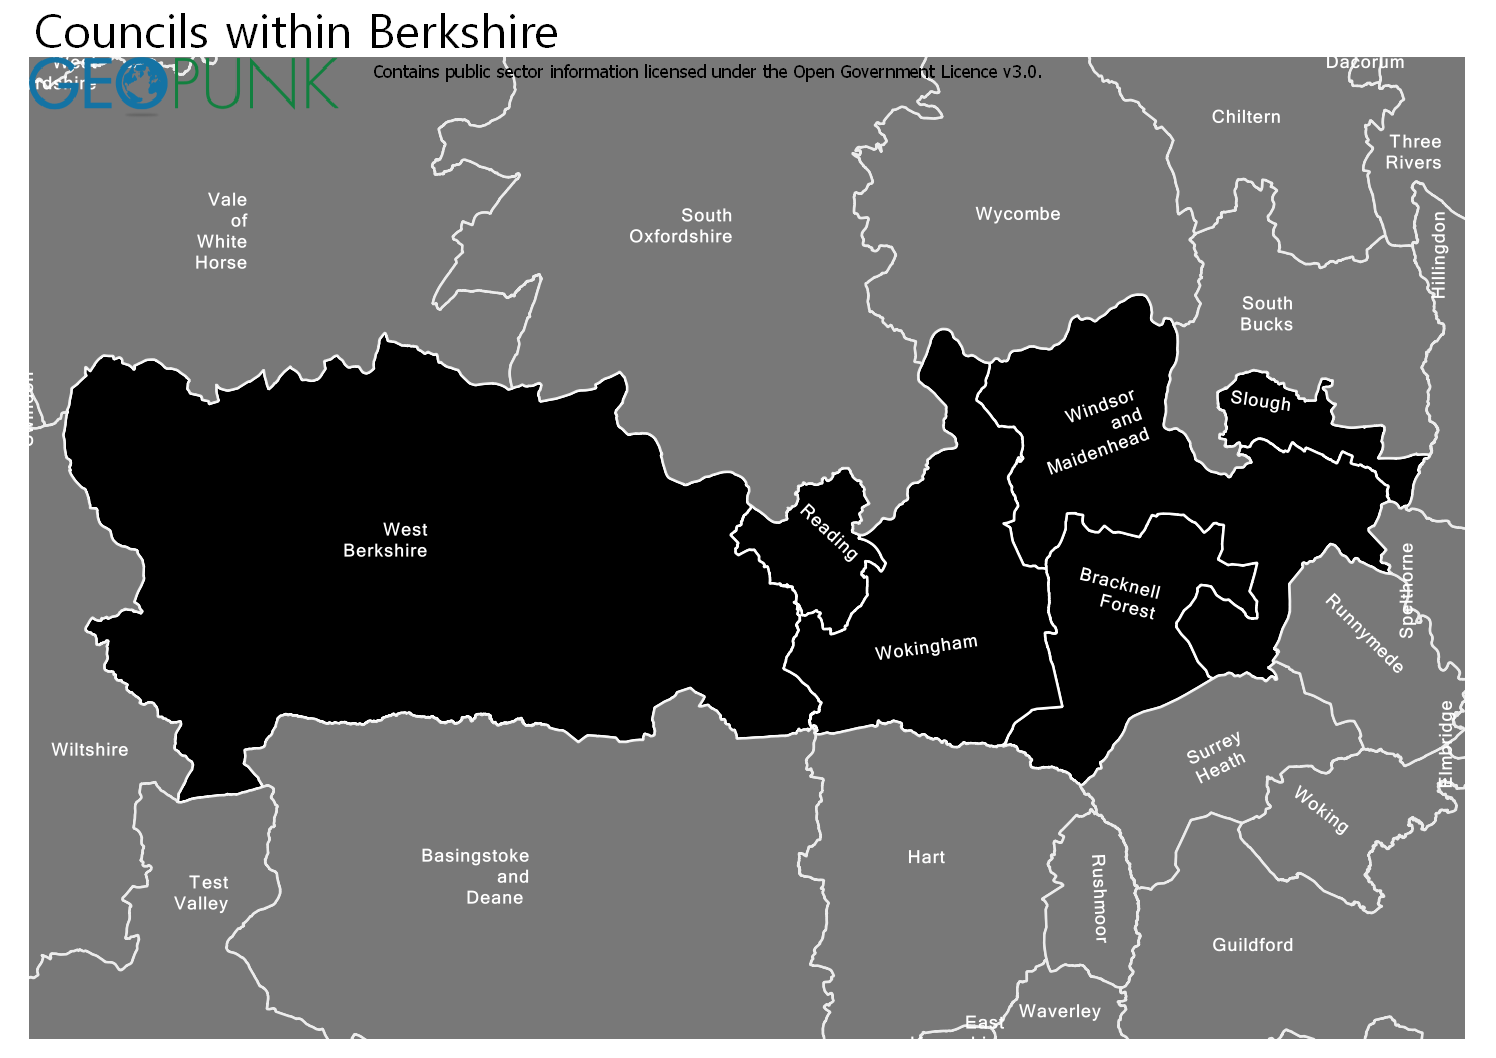 Councils within Berkshire
GEOPUNK
Contains public sector information licensed under the Open Government Licence v3.0.
Dacorum
Chiltern
Three
Rivers
Vale
of
White
Horse
South
Oxfordshire
Wycombe
Hillingdon
South
Bucks
Swindon
Windsor
and
Maidenhead
Slough
West
Berkshire
Reading
Bracknell
Forest
Spelthorne
Runnymede
Wokingham
Wiltshire
Surrey
Heath
Elmbridge
Woking
Basingstoke
and
Deane
Hart
Rushmoor
Test
Valley
Guildford
Waverley
East